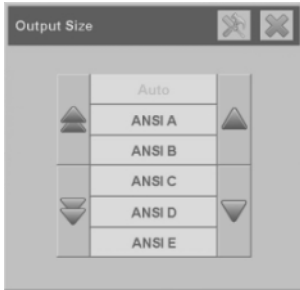 Output Size
Auto
ANSI A
ANSI B
ANSI C
ANSI D
ANSI E